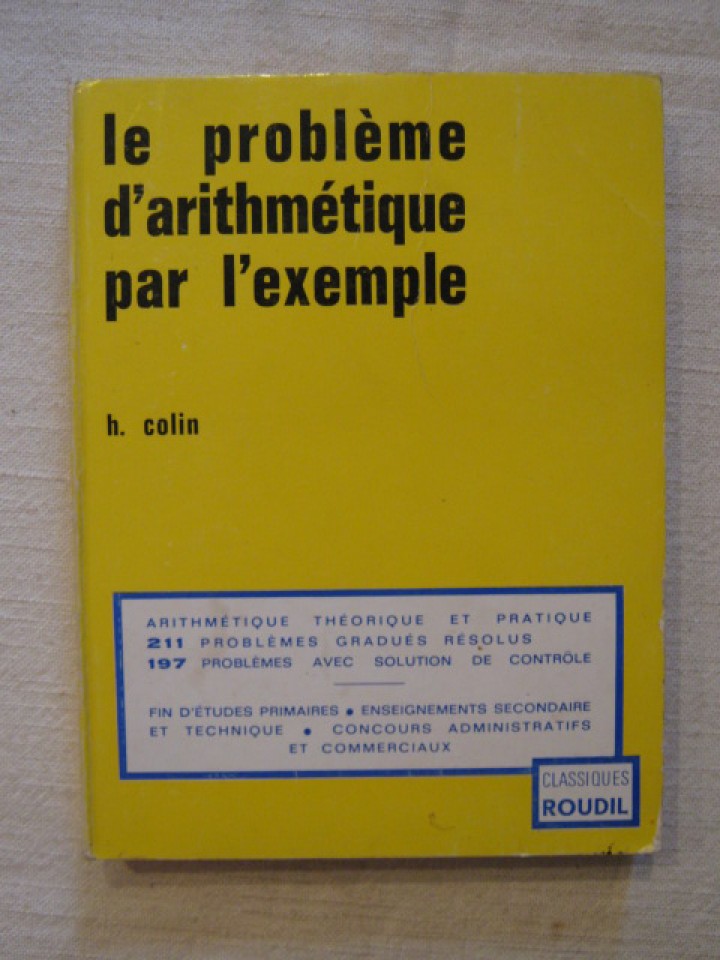 le problème
d'arithmétique
par l'exemple
h. colin
ARITHMÉTIQUE THÉORIQUE ET PRATIQUE
211 PROBLÈMES GRADUÉS RÉSOLUS
197 PROBLÈMES AVEC SOLUTION DE CONTRÔLE
FIN D'ÉTUDES PRIMAIRES • ENSEIGNEMENTS SECONDAIRE
ET TECHNIQUE • CONCOURS ADMINISTRATIFS
ET COMMERCIAUX
CLASSIQUES
ROUDIL